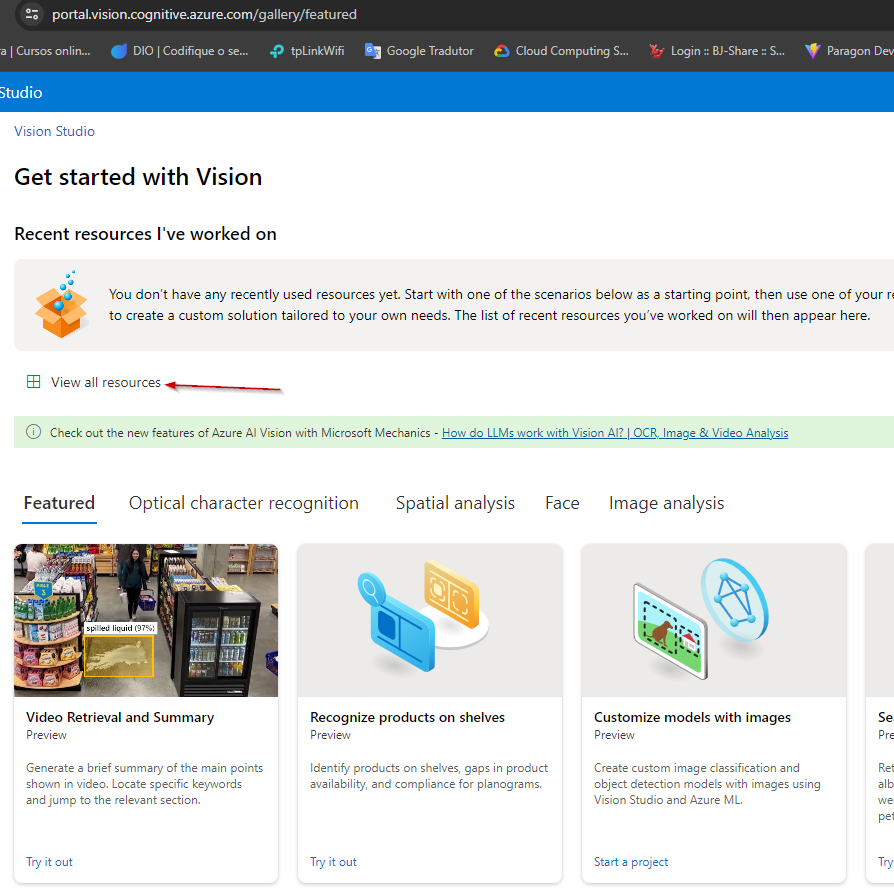 portal.vision.cognitive.azure.com/gallery/featured
a | Cursos onlin... DIO | Codifique o se... tpLinkWifi Google Tradutor Cloud Computing S... Login :: BJ-Share :: S... Paragon Dev
Studio
Vision Studio
Get started with Vision
Recent resources I've worked on
You don't have any recently used resources yet. Start with one of the scenarios below as a starting point, then use one of your re
to create a custom solution tailored to your own needs. The list of recent resources you've worked on will then appear here.
View all resources
Check out the new features of Azure AI Vision with Microsoft Mechanics - How do LLMs work with Vision AI? | OCR, Image & Video Analysis
Featured Optical character recognition Spatial analysis Face Image analysis
AISLE
3
spilled liquid (97%)
Video Retrieval and Summary
Preview
Generate a brief summary of the main points
shown in video. Locate specific keywords
and jump to the relevant section.
Try it out
Recognize products on shelves
Preview
Identify products on shelves, gaps in product
availability, and compliance for planograms.
Try it out
Customize models with images
Preview
Create custom image classification and
object detection models with images using
Vision Studio and Azure ML.
Start a project
Se
Pre
Ret
alb
we
pet
Try